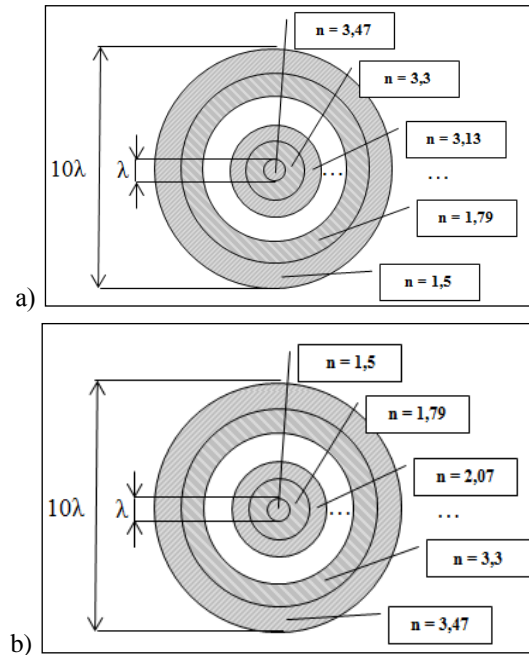 n = 3,47
n = 3,3
n = 3,13
10λ
λ
...
...
n = 1,79
n = 1,5
a)
n = 1,5
n = 1,79
n = 2,07
10λ
λ
...
...
n = 3,3
n = 3,47
b)